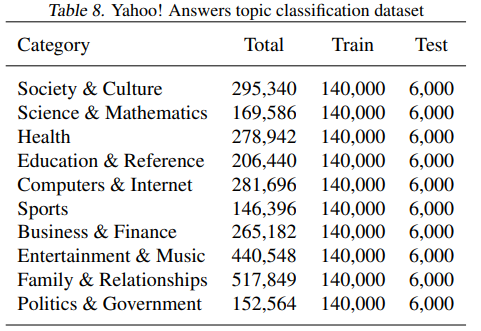 Table 8. Yahoo! Answers topic classification dataset
Category Total Train Test
Society & Culture 295,340 140,000 6,000
Science & Mathematics 169,586 140,000 6,000
Health 278,942 140,000 6,000
Education & Reference 206,440 140,000 6,000
Computers & Internet 281,696 140,000 6,000
Sports 146,396 140,000 6,000
Business & Finance 265,182 140,000 6,000
Entertainment & Music 440,548 140,000 6,000
Family & Relationships 517,849 140,000 6,000
Politics & Government 152,564 140,000 6,000